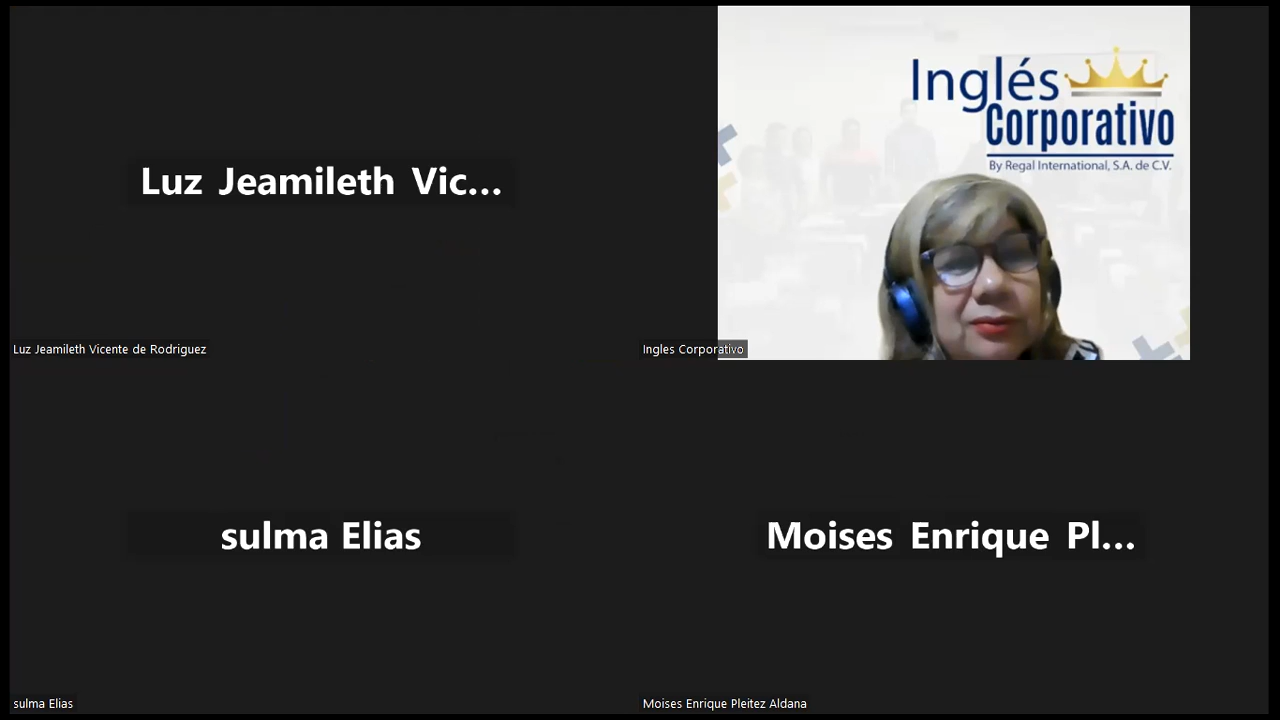 Luz Jeamileth Vic...
Luz Jeamileth Vicente de Rodriguez
Inglés
Corporativo
By Regal International, S.A. de C.V.
Ingles Corporativo
sulma Elias
sulma Elias
Moises Enrique Pl...
Moises Enrique Pleitez Aldana